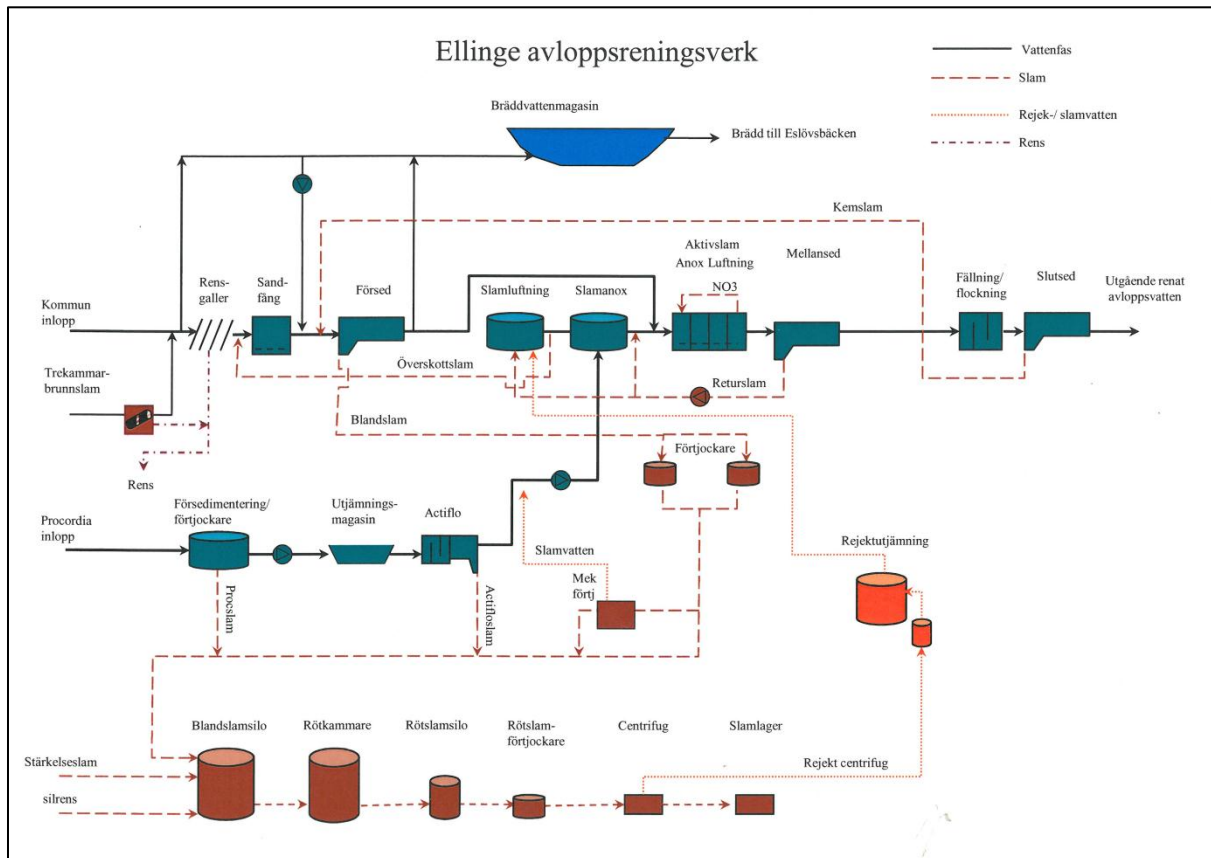 Ellinge avloppsreningsverk
Vattenfas
Slam
Rejek-/ slamvatten
Rens
Bräddvattenmagasin
Brädd till Eslövsbäcken
Kemslam
Aktivslam
Anox Luftning
Mellansed
NO3
Rens-
galler
Sand-
fång
Försed
Slamluftning
Slamanox
Fällning/
flockning
Slutsed
Utgående renat
avloppsvatten
Kommun
inlopp
Trekammar-
brunnslam
Överskottslam
Returslam
Blandslam
Förtjockare
Rens
Procordia
inlopp
Försedimentering/
förtjockare
Utjämnings-
magasin
Actiflo
Slamvatten
Mek
förtj
Rejektutjämning
Procslam
Actifloslam
Blandslamsilo
Rötkammare
Rötslamsilo
Rötslam-
förtjockare
Centrifug
Slamlager
Stärkelseslam
silrens
Rejekt centrifug